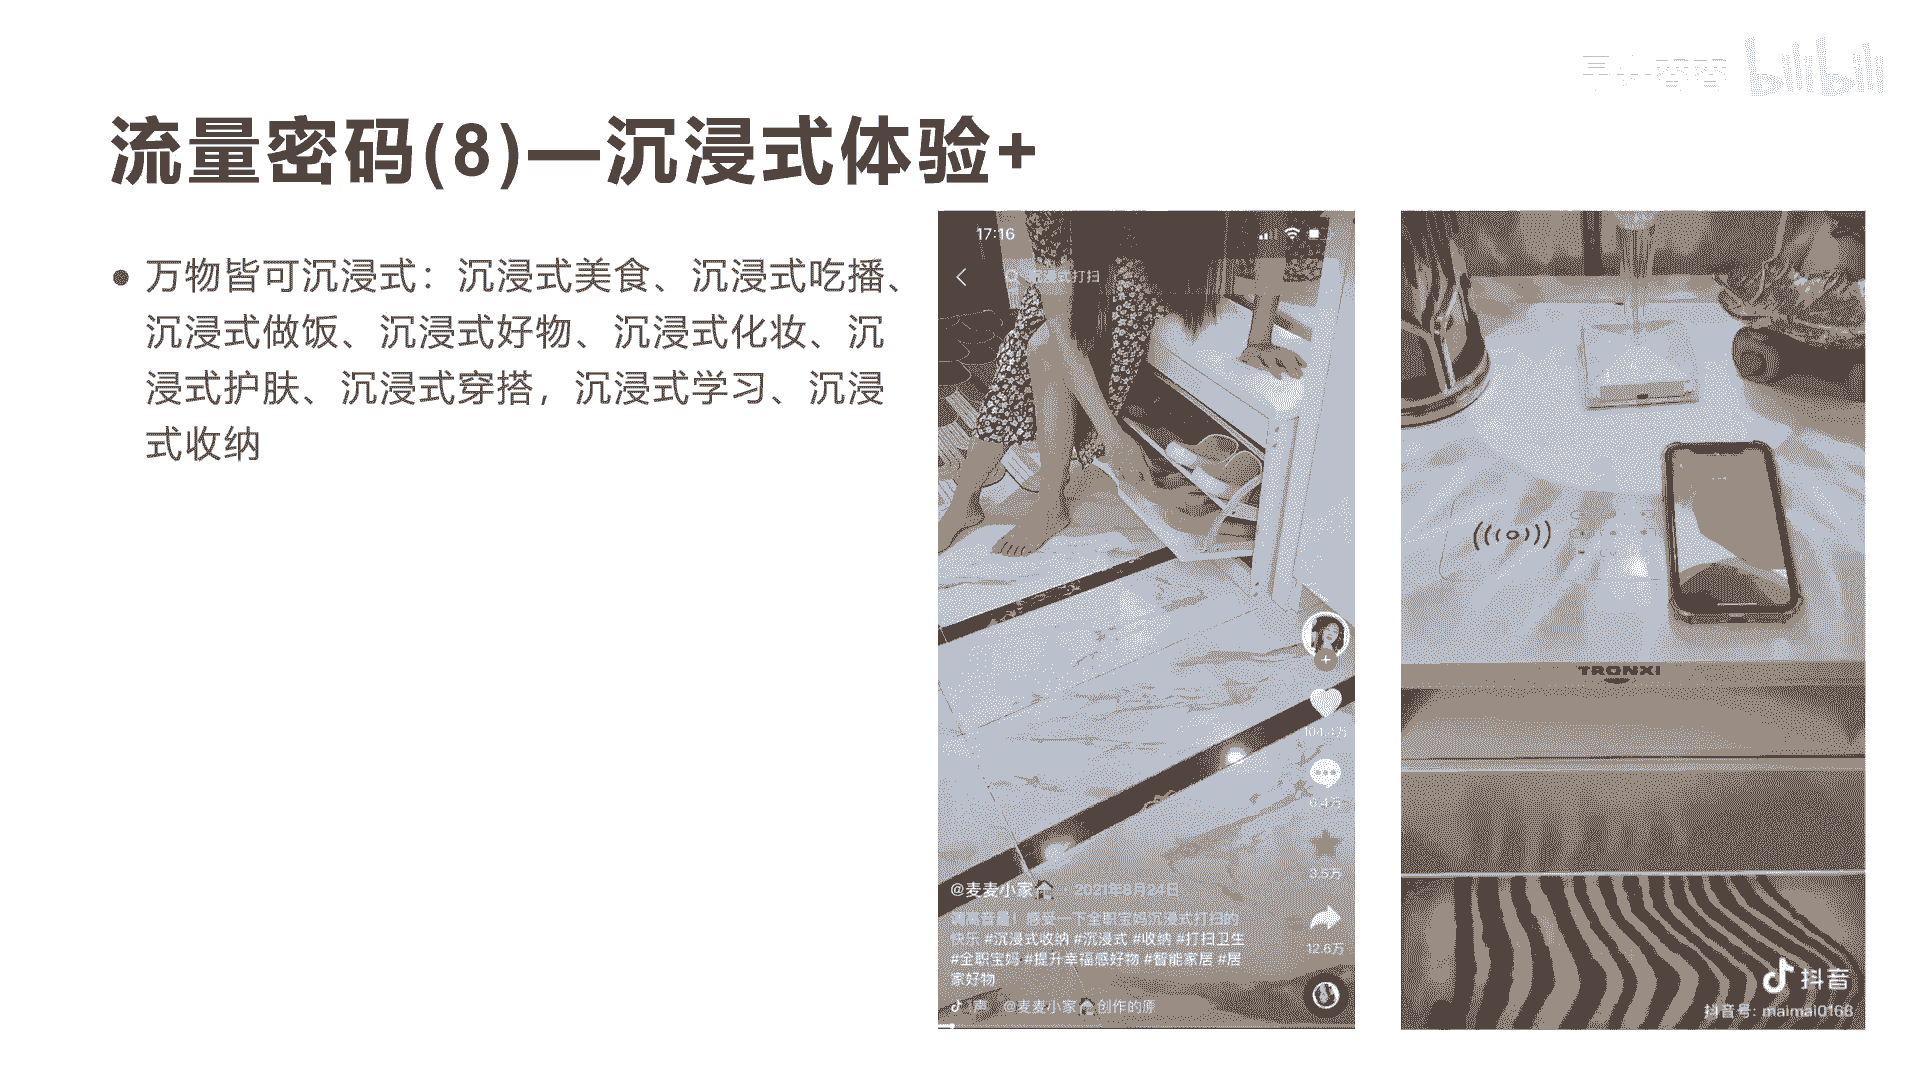 bilibili
流量密码(8)—沉浸式体验+
• 万物皆可沉浸式：沉浸式美食、沉浸式吃播、
沉浸式做饭、沉浸式好物、沉浸式化妆、沉
浸式护肤、沉浸式穿搭，沉浸式学习、沉浸
式收纳
17:16
沉浸式打扫
104.4万
6.4万
3.5万
12.6万
@麦麦小家 · 2021年8月24日
调高音量！感受一下全职宝妈沉浸式打扫的
快乐 #沉浸式收纳 #沉浸式 #收纳 #打扫卫生
#全职宝妈 #提升幸福感好物 #智能家居 #居
家好物
声 @麦麦小家 创作的原
TRONXI
抖音
抖音号: maimai0168